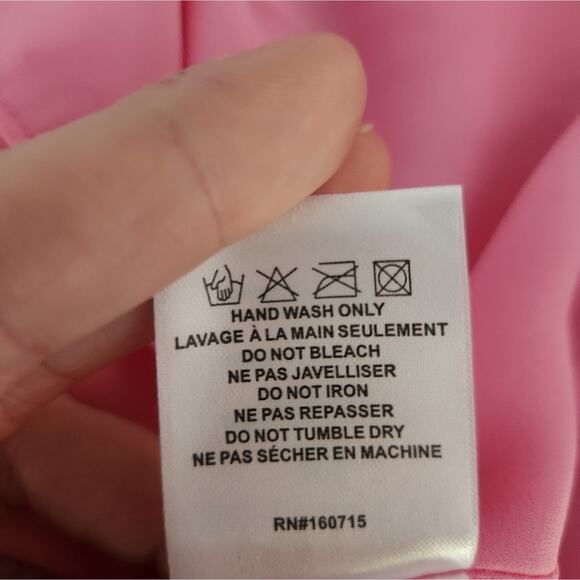 HAND WASH ONLY
LAVAGE À LA MAIN SEULEMENT
DO NOT BLEACH
NE PAS JAVELLISER
DO NOT IRON
NE PAS REPASSER
DO NOT TUMBLE DRY
NE PAS SÉCHER EN MACHINE
RN#160715